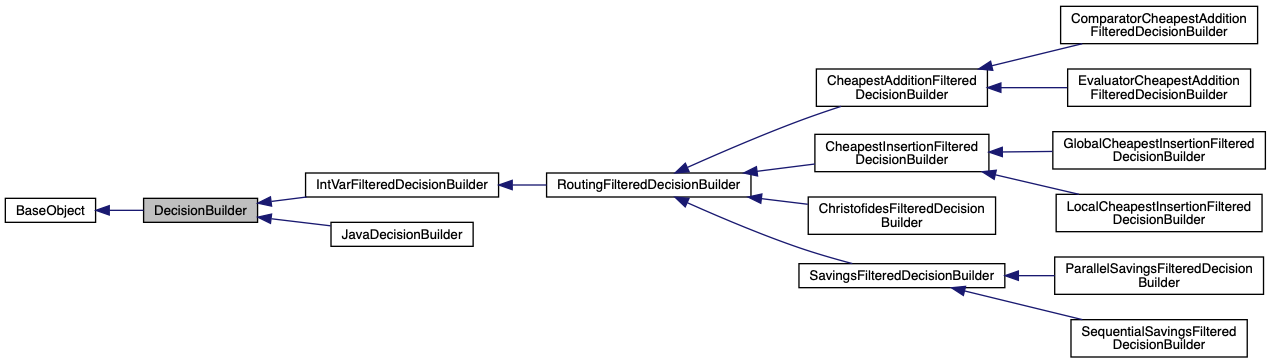 BaseObject
DecisionBuilder
IntVarFilteredDecisionBuilder
JavaDecisionBuilder
RoutingFilteredDecisionBuilder
CheapestAdditionFiltered
DecisionBuilder
ComparatorCheapestAddition
FilteredDecisionBuilder
EvaluatorCheapestAddition
FilteredDecisionBuilder
CheapestInsertionFiltered
DecisionBuilder
GlobalCheapestInsertionFiltered
DecisionBuilder
LocalCheapestInsertionFiltered
DecisionBuilder
ChristofidesFilteredDecision
Builder
SavingsFilteredDecisionBuilder
ParallelSavingsFilteredDecision
Builder
SequentialSavingsFiltered
DecisionBuilder